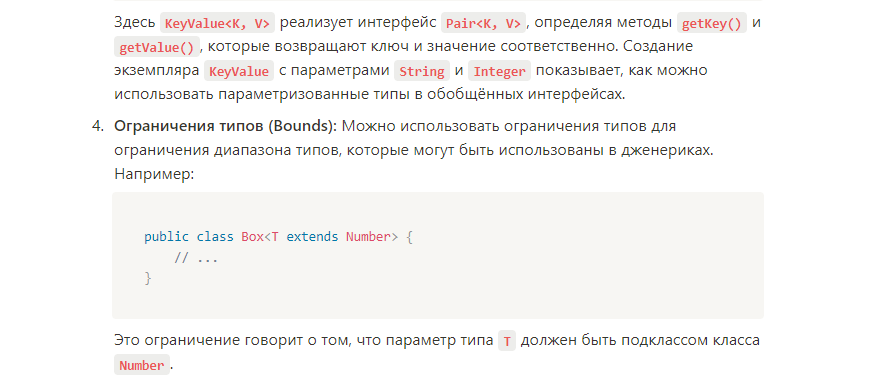 Здесь KeyValue<K, V> реализует интерфейс Pair<K, V>, определяя методы getKey() и
getValue(), которые возвращают ключ и значение соответственно. Создание
экземпляра KeyValue с параметрами String и Integer показывает, как можно
использовать параметризованные типы в обобщённых интерфейсах.
4. Ограничения типов (Bounds): Можно использовать ограничения типов для
ограничения диапазона типов, которые могут быть использованы в дженериках.
Например:
public class Box<T extends Number> {
// ...
}
Это ограничение говорит о том, что параметр типа T должен быть подклассом класса
Number.